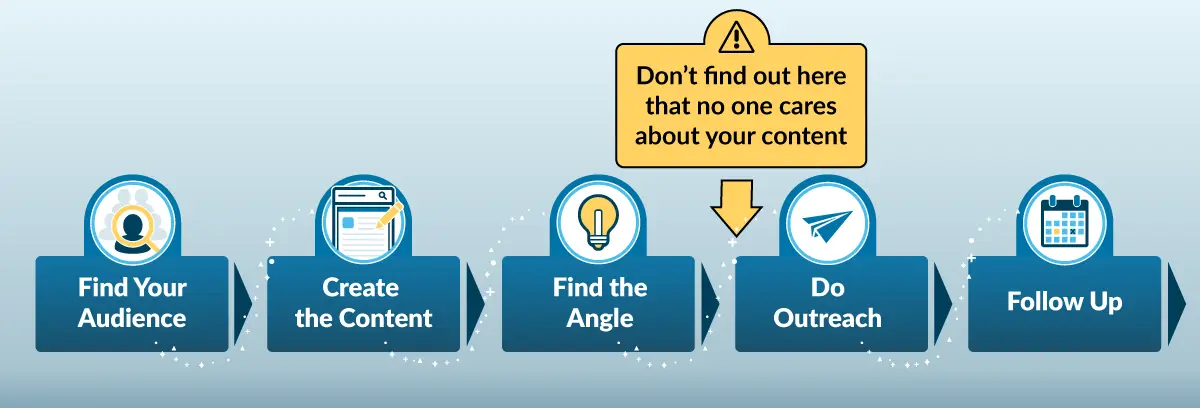 Don’t find out here
that no one cares
about your content
Find Your
Audience
Create
the Content
Find the
Angle
Do
Outreach
Follow Up